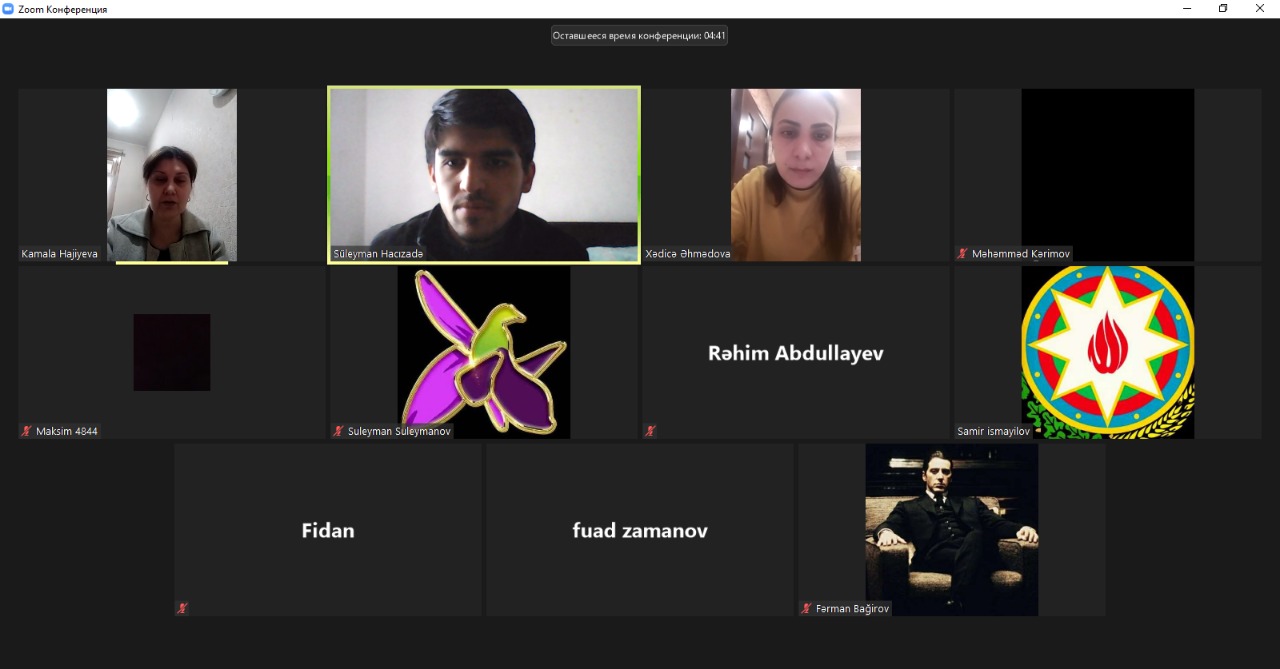 Zoom Конференция
Оставшееся время конференции: 04:41
Kamala Hajiyeva
Süleyman Hacızadə
Xədicə Əhmədova
Məhəmməd Kərimov
Maksim 4844
Suleyman Suleymanov
Rəhim Abdullayev
Samir ismayilov
Fidan
fuad zamanov
Fərman Bağirov